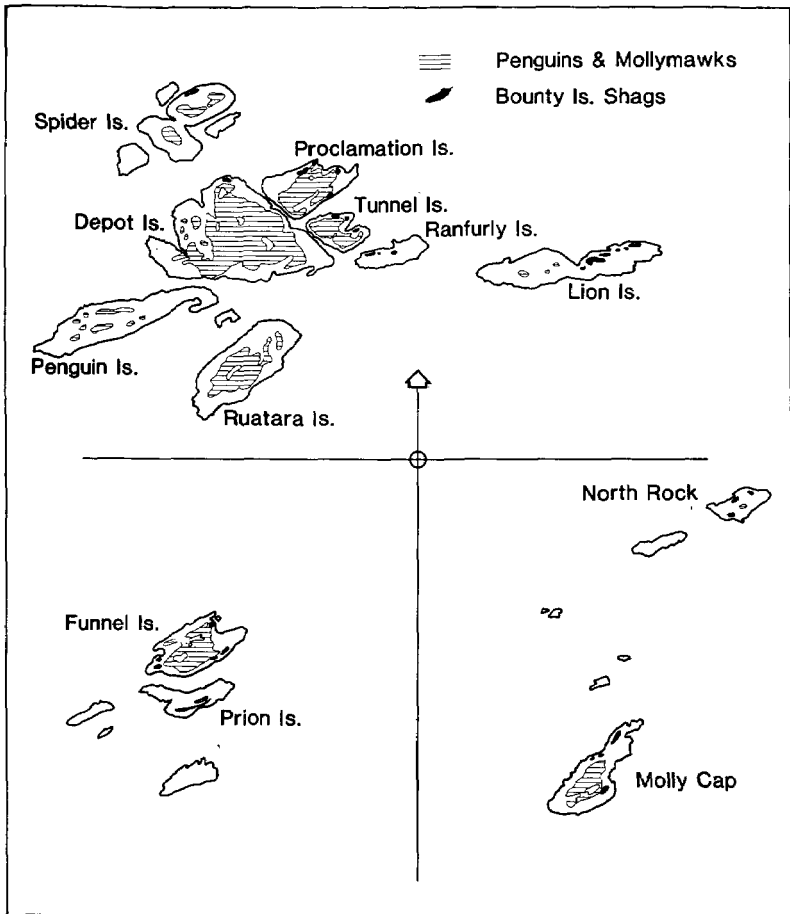 Penguins & Mollymawks
Bounty Is. Shags
Spider Is.
Proclamation Is.
Tunnel Is.
Depot Is.
Ranfurly Is.
Lion Is.
Penguin Is.
Ruatara Is.
North Rock
Funnel Is.
Prion Is.
Molly Cap